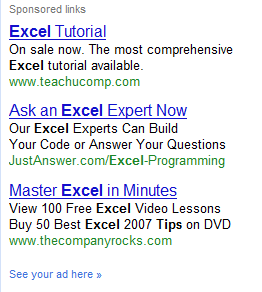 Sponsored links
Excel Tutorial
On sale now. The most comprehensive
Excel tutorial available.
www.teachucomp.com
Ask an Excel Expert Now
Our Excel Experts Can Build
Your Code or Answer Your Questions
JustAnswer.com/Excel-Programming
Master Excel in Minutes
View 100 Free Excel Video Lessons
Buy 50 Best Excel 2007 Tips on DVD
www.thecompanyrocks.com
See your ad here »